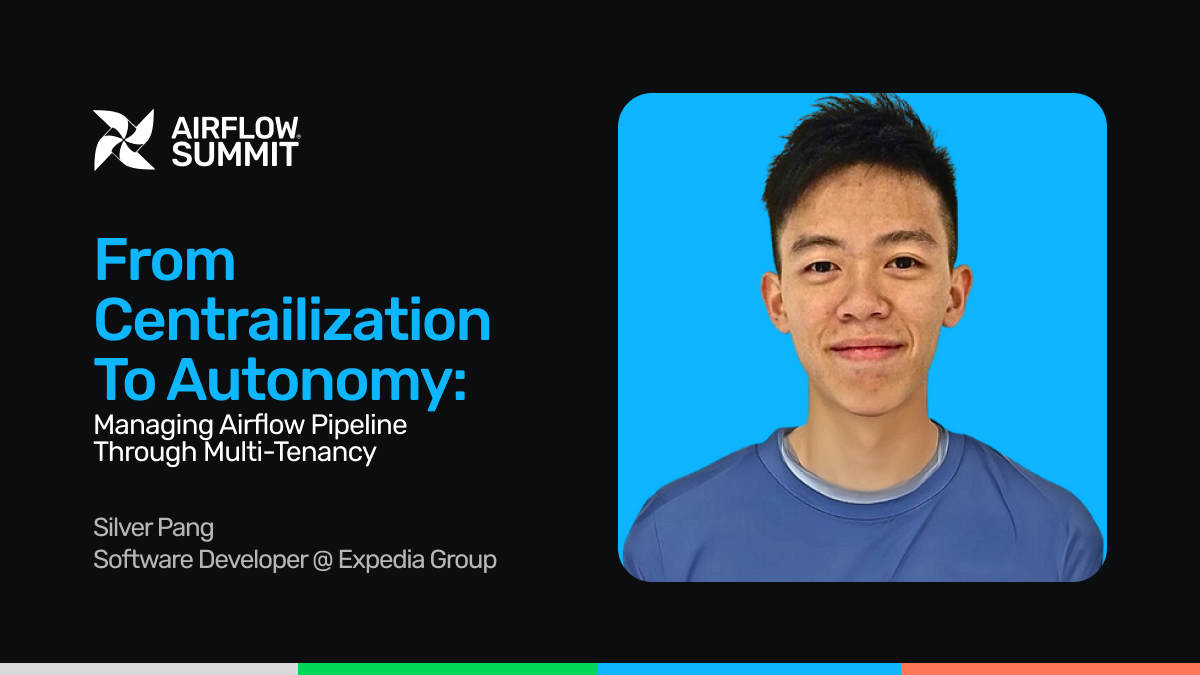 AIRFLOW
SUMMIT
From
Centrailization
To Autonomy:
Managing Airflow Pipeline
Through Multi-Tenancy
Silver Pang
Software Developer @ Expedia Group